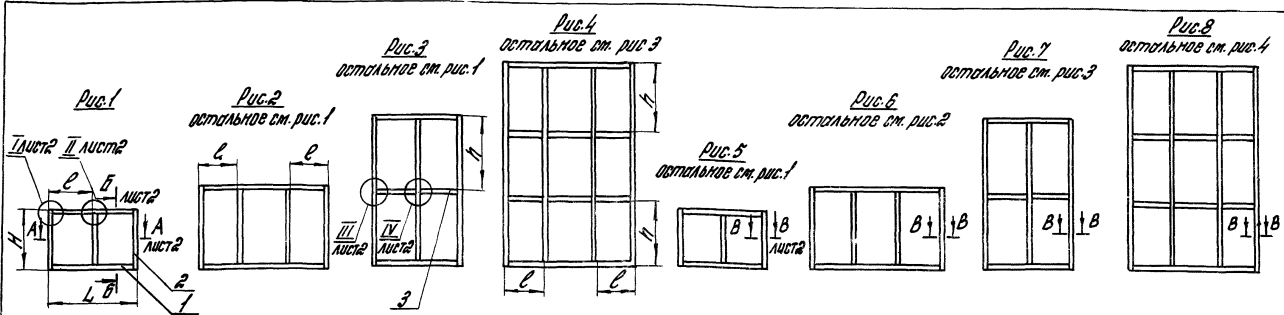 Рис.1
I лист2
II лист2
l
Б
лист2
А
А
лист2
H
L
Б
2
1
Рис.2
остальное см. рис.1
l
l
Рис.3
остальное см. рис.1
h
III
лист2
IV
лист2
3
Рис.4
остальное см. рис 3
h
h
l
l
Рис.5
остальное см. рис.1
В
В
лист2
Рис.6
остальное см. рис.2
В
В
Рис.7
остальное см. рис.3
В
В
Рис.8
остальное см. рис.4
В
В